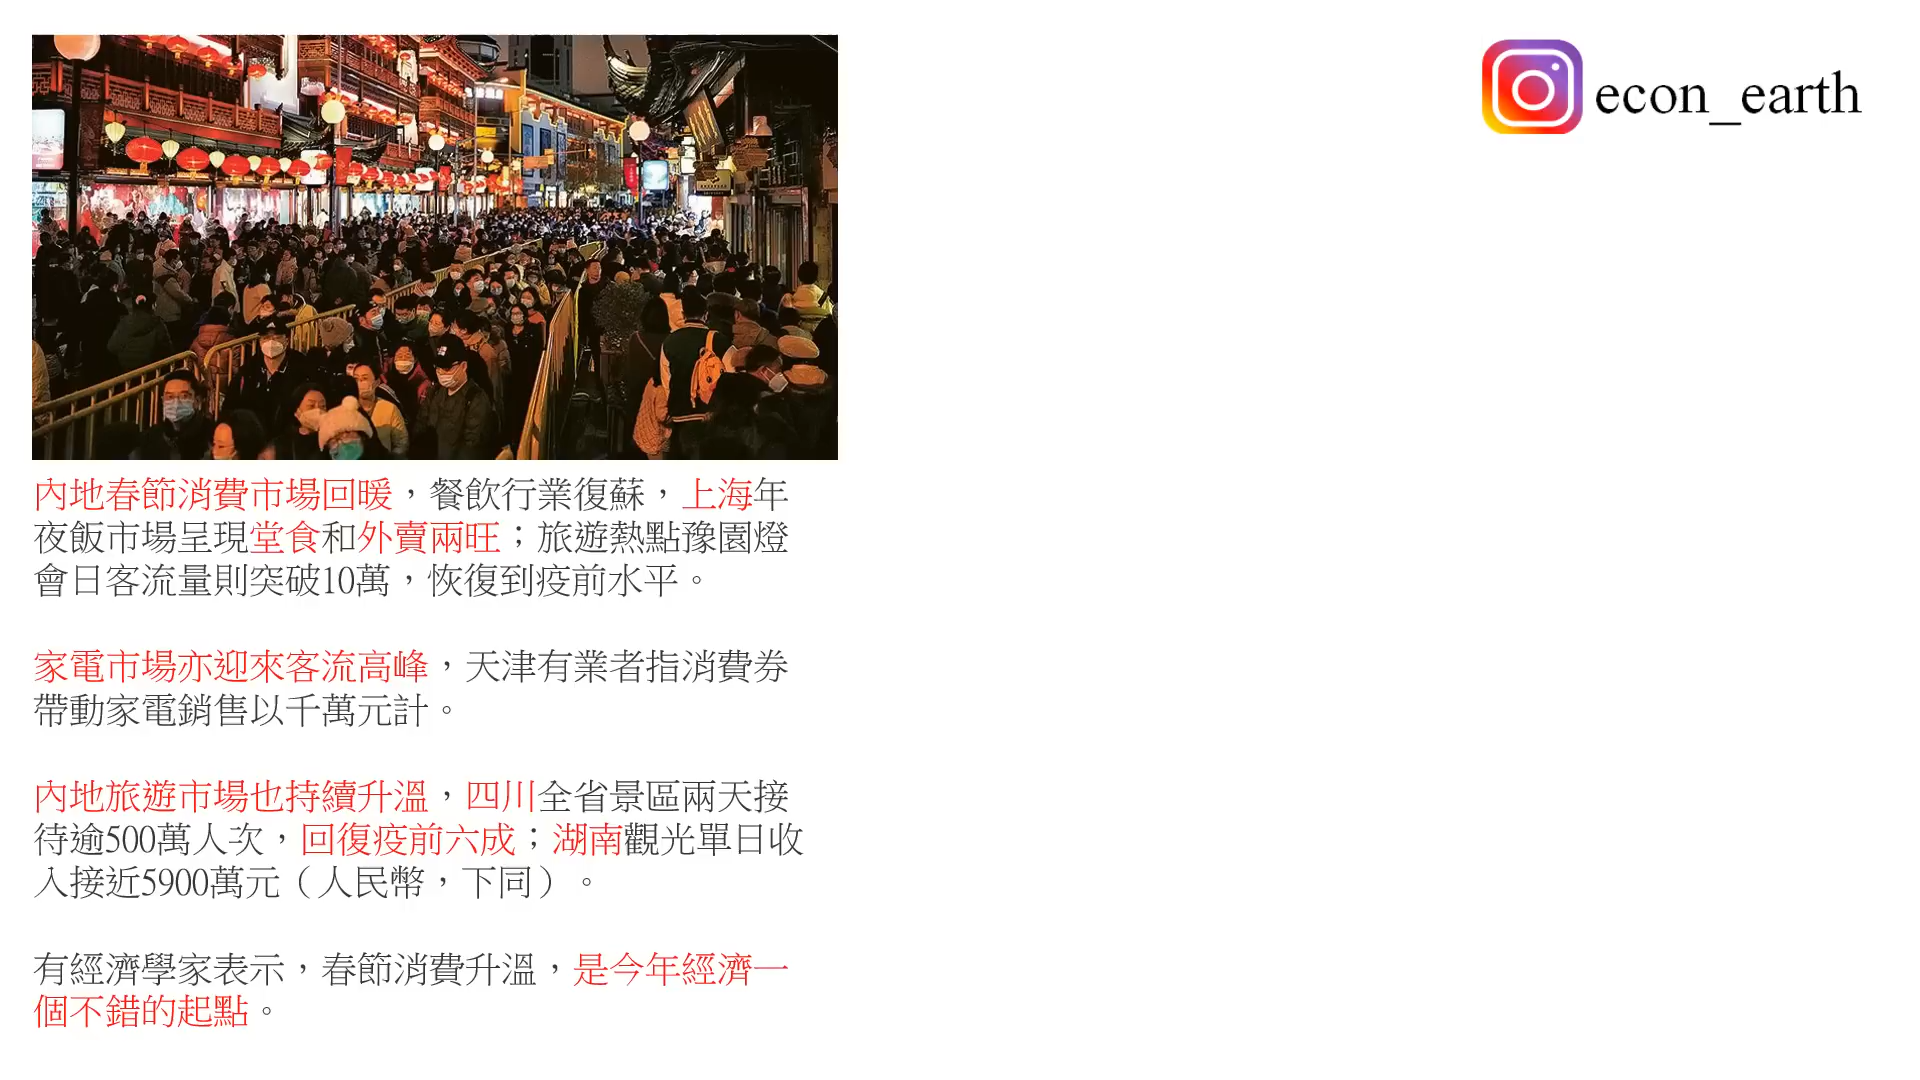 econ_earth
內地春節消費市場回暖，餐飲行業復蘇，上海年
夜飯市場呈現堂食和外賣兩旺；旅遊熱點豫園燈
會日客流量則突破10萬，恢復到疫前水平。
家電市場亦迎來客流高峰，天津有業者指消費券
帶動家電銷售以千萬元計。
內地旅遊市場也持續升溫，四川全省景區兩天接
待逾500萬人次，回復疫前六成；湖南觀光單日收
入接近5900萬元（人民幣，下同）。
有經濟學家表示，春節消費升溫，是今年經濟一
個不錯的起點。